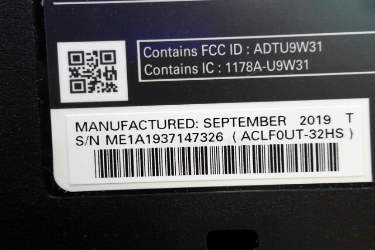 Contains FCC ID : ADTU9W31
Contains IC : 1178A-U9W31
MANUFACTURED: SEPTEMBER 2019 T
S/N ME1A1937147326 ( ACLF0UT-32HS )